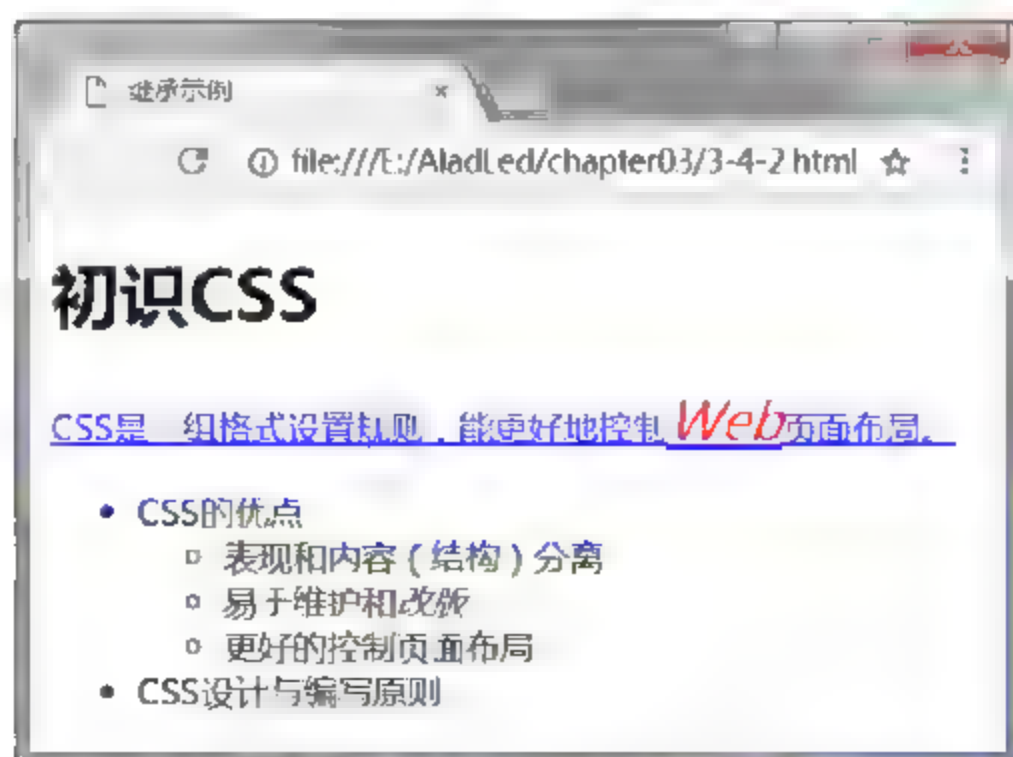 继承示例
file:///E:/AladLed/chapter03/3-4-2 html
初识CSS
CSS是 组格式设置规则,能更好地控制Web页面布局。
CSS的优点
表现和内容(结构)分离
易于维护和改版
更好的控制页面布局
CSS设计与编写原则